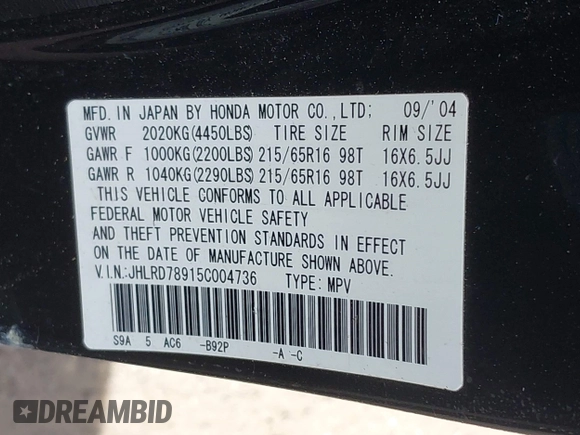 MFD. IN JAPAN BY HONDA MOTOR CO.,LTD; 09/'04
GVWR 2020KG(4450LBS) TIRE SIZE RIM SIZE
GAWR F 1000KG(2200LBS) 215/65R16 98T 16X6.5JJ
GAWR R 1040KG(2290LBS) 215/65R16 98T 16X6.5JJ
THIS VEHICLE CONFORMS TO ALL APPLICABLE
FEDERAL MOTOR VEHICLE SAFETY
AND THEFT PREVENTION STANDARDS IN EFFECT
ON THE DATE OF MANUFACTURE SHOWN ABOVE.
V.I.N:JHLRD78915C004736 TYPE: MPV
S9A 5 AC6 -B92P -A -C
DREAMBID